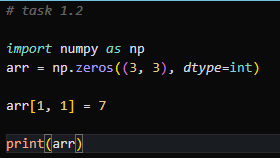 # task 1.2
import numpy as np
arr = np.zeros((3, 3), dtype=int)
arr[1, 1] = 7
print(arr)